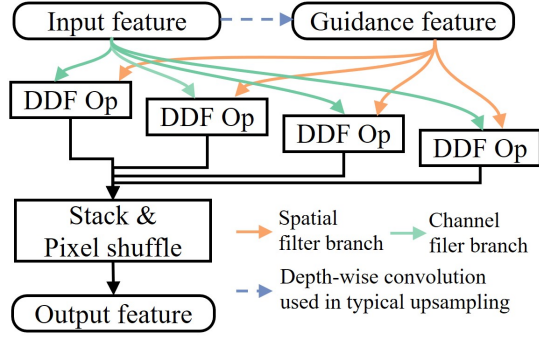 Input feature
Guidance feature
DDF Op
DDF Op
DDF Op
DDF Op
Stack &
Pixel shuffle
Spatial
filter branch
Channel
filer branch
Depth-wise convolution
used in typical upsampling
Output feature